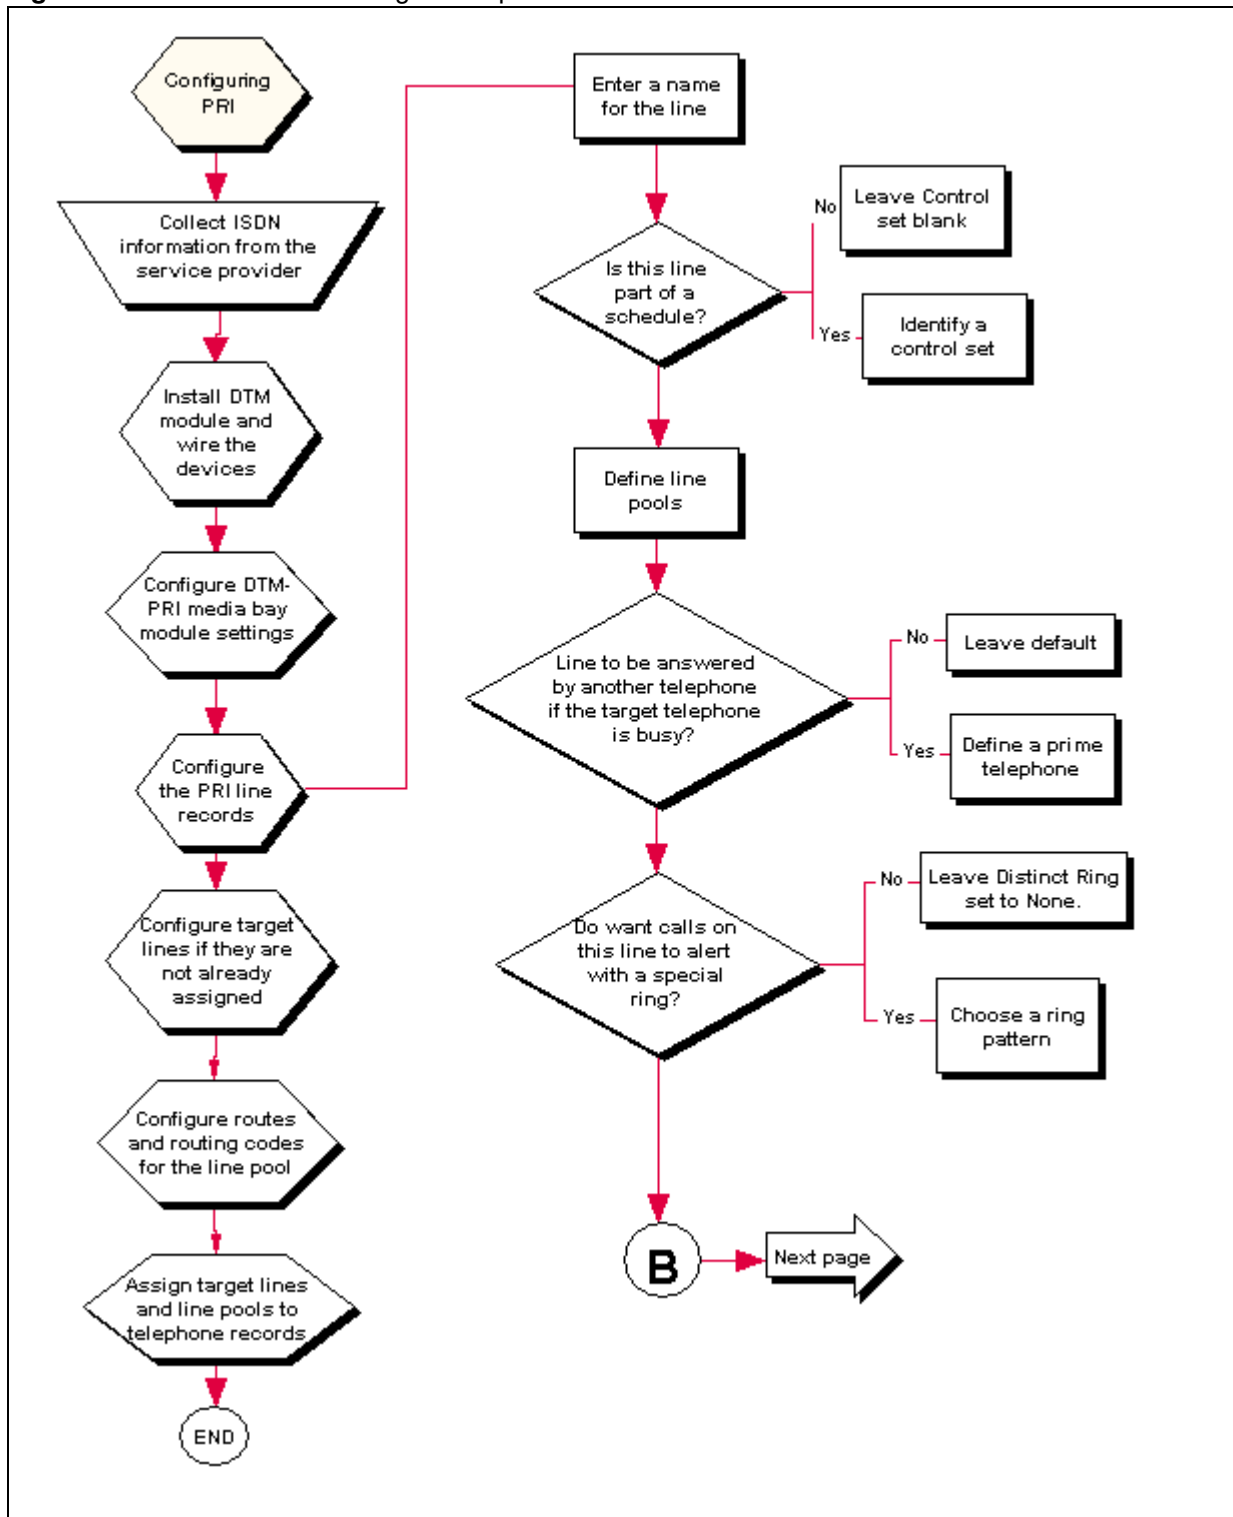 Configuring
PRI
Collect ISDN
information from the
service provider
Install DTM
module and
wire the
devices
Configure DTM-
PRI media bay
module settings
Configure
the PRI line
records
Configure target
lines if they are
not already
assigned
Configure routes
and routing codes
for the line pool
Assign target lines
and line pools to
telephone records
END
Enter a name
for the line
Is this line
part of a
schedule?
No
Leave Control
set blank
Yes
Identify a
control set
Define line
pools
Line to be answered
by another telephone
if the target telephone
is busy?
No
Leave default
Yes
Define a prime
telephone
Do want calls on
this line to alert
with a special
ring?
No
Leave Distinct Ring
set to None.
Yes
Choose a ring
pattern
B
Next page